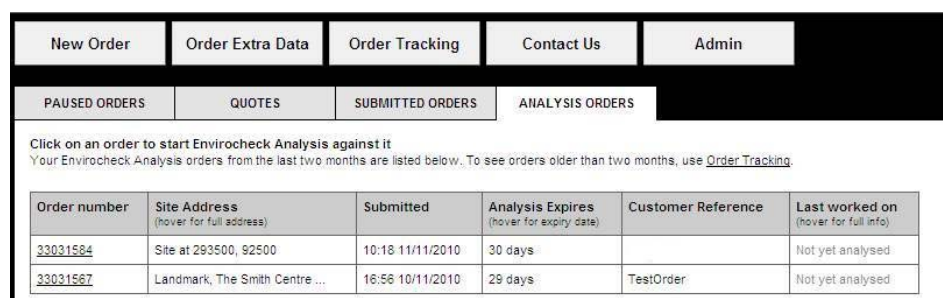 New Order Order Extra Data Order Tracking Contact Us Admin
PAUSED ORDERS QUOTES SUBMITTED ORDERS ANALYSIS ORDERS
Click on an order to start Envirocheck Analysis against it
Your Envirocheck Analysis orders from the last two months are listed below. To see orders older than two months, use Order Tracking.
Order number Site Address Submitted Analysis Expires Customer Reference Last worked on
(hover for full address) (hover for expiry date) (hover for full info)
33031584 Site at 293500, 92500 10:18 11/11/2010 30 days Not yet analysed
33031567 Landmark, The Smith Centre ... 16:56 10/11/2010 29 days TestOrder Not yet analysed